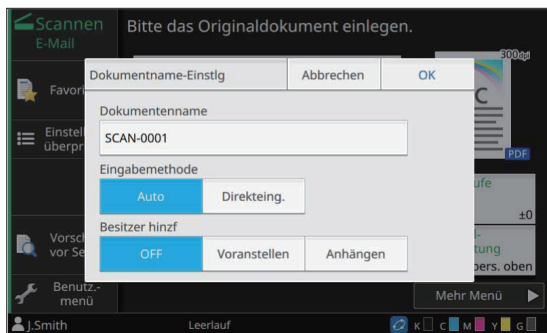 Scannen
E-Mail
Bitte das Originaldokument einlegen.
300dpi
Dokumentname-Einstlg
Abbrechen
OK
Favori
C
Dokumentenname
SCAN-0001
Einstel
überpr
PDF
Eingabemethode
Auto
Direkteing.
ufe
±0
Besitzer hinzf
OFF
Voranstellen
Anhängen
Vorsch
vor Se
tung
pers. oben
Benutz.-
menü
Mehr Menü
J.Smith
Leerlauf
K
C
M
Y
G